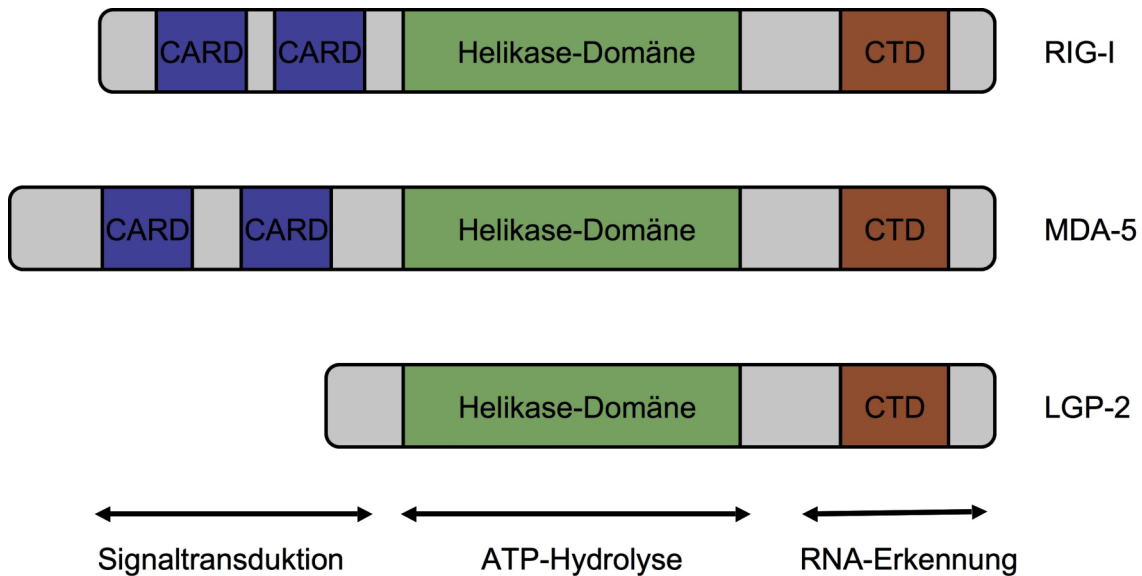 CARD CARD Helikase-Domäne CTD RIG-I
CARD CARD Helikase-Domäne CTD MDA-5
Helikase-Domäne CTD LGP-2
Signaltransduktion ATP-Hydrolyse RNA-Erkennung